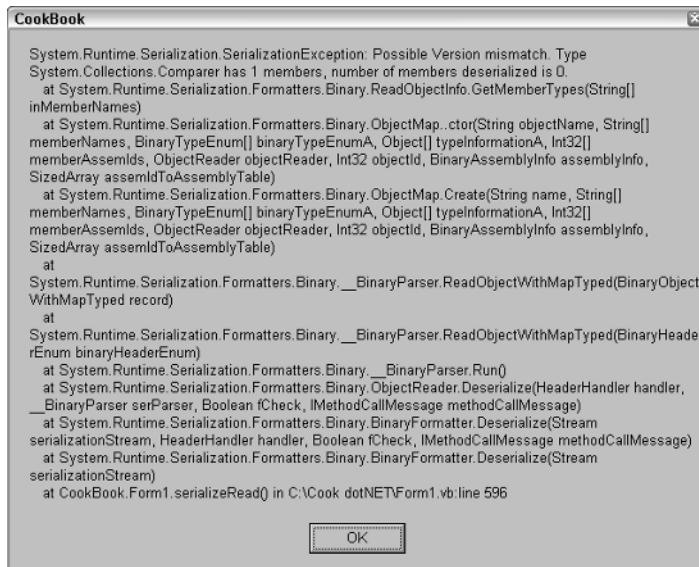 CookBook
System.Runtime.Serialization.SerializationException: Possible Version mismatch. Type
System.Collections.Comparer has 1 members, number of members deserialized is 0.
at System.Runtime.Serialization.Formatters.Binary.ReadObjectInfo.GetMemberTypes(String[]
inMemberNames)
at System.Runtime.Serialization.Formatters.Binary.ObjectMap..ctor(String objectName, String[]
memberNames, BinaryTypeEnum[] binaryTypeEnumA, Object[] typeInformationA, Int32[]
memberAssemIds, ObjectReader objectReader, Int32 objectId, BinaryAssemblyInfo assemblyInfo,
SizedArray assemIdToAssemblyTable)
at System.Runtime.Serialization.Formatters.Binary.ObjectMap.Create(String name, String[]
memberNames, BinaryTypeEnum[] binaryTypeEnumA, Object[] typeInformationA, Int32[]
memberAssemIds, ObjectReader objectReader, Int32 objectId, BinaryAssemblyInfo assemblyInfo,
SizedArray assemIdToAssemblyTable)
at
System.Runtime.Serialization.Formatters.Binary.__BinaryParser.ReadObjectWithMapTyped(BinaryObject
WithMapTyped record)
at
System.Runtime.Serialization.Formatters.Binary.__BinaryParser.ReadObjectWithMapTyped(BinaryHeade
rEnum binaryHeaderEnum)
at System.Runtime.Serialization.Formatters.Binary.__BinaryParser.Run()
at System.Runtime.Serialization.Formatters.Binary.ObjectReader.Deserialize(HeaderHandler handler,
__BinaryParser serParser, Boolean fCheck, IMethodCallMessage methodCallMessage)
at System.Runtime.Serialization.Formatters.Binary.BinaryFormatter.Deserialize(Stream
serializationStream, HeaderHandler handler, Boolean fCheck, IMethodCallMessage methodCallMessage)
at System.Runtime.Serialization.Formatters.Binary.BinaryFormatter.Deserialize(Stream
serializationStream)
at CookBook.Form1.serializeRead() in C:\Cook dotNET\Form1.vb:line 596
OK